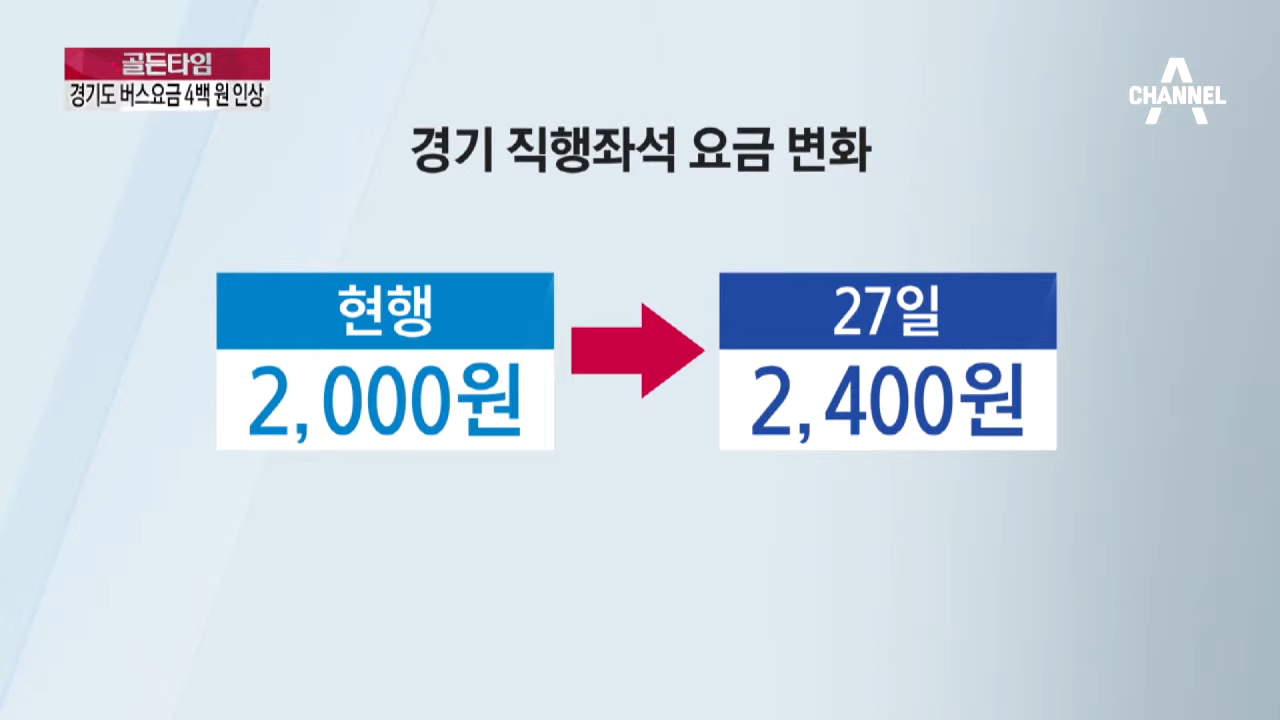 골든타임
경기도 버스요금 4백 원 인상
CHANNEL A
경기 직행좌석 요금 변화
현행
2,000원
27일
2,400원